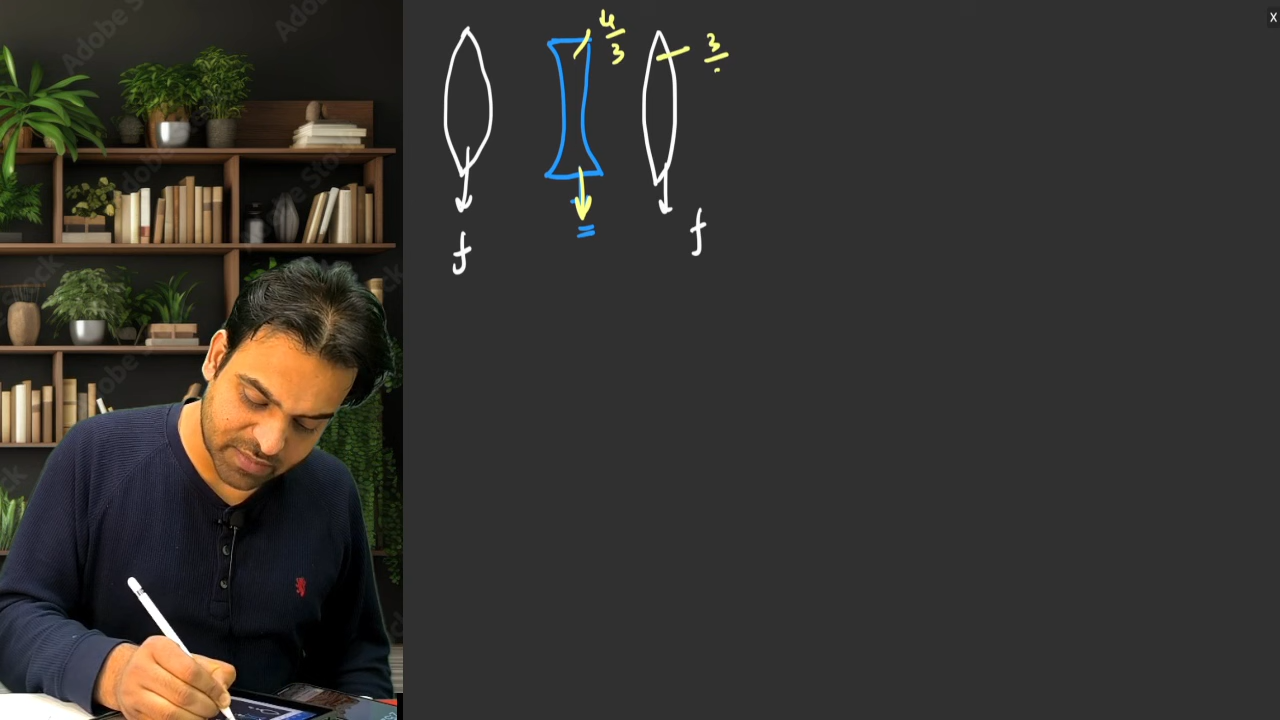 4/3
3/
=
f
f
x